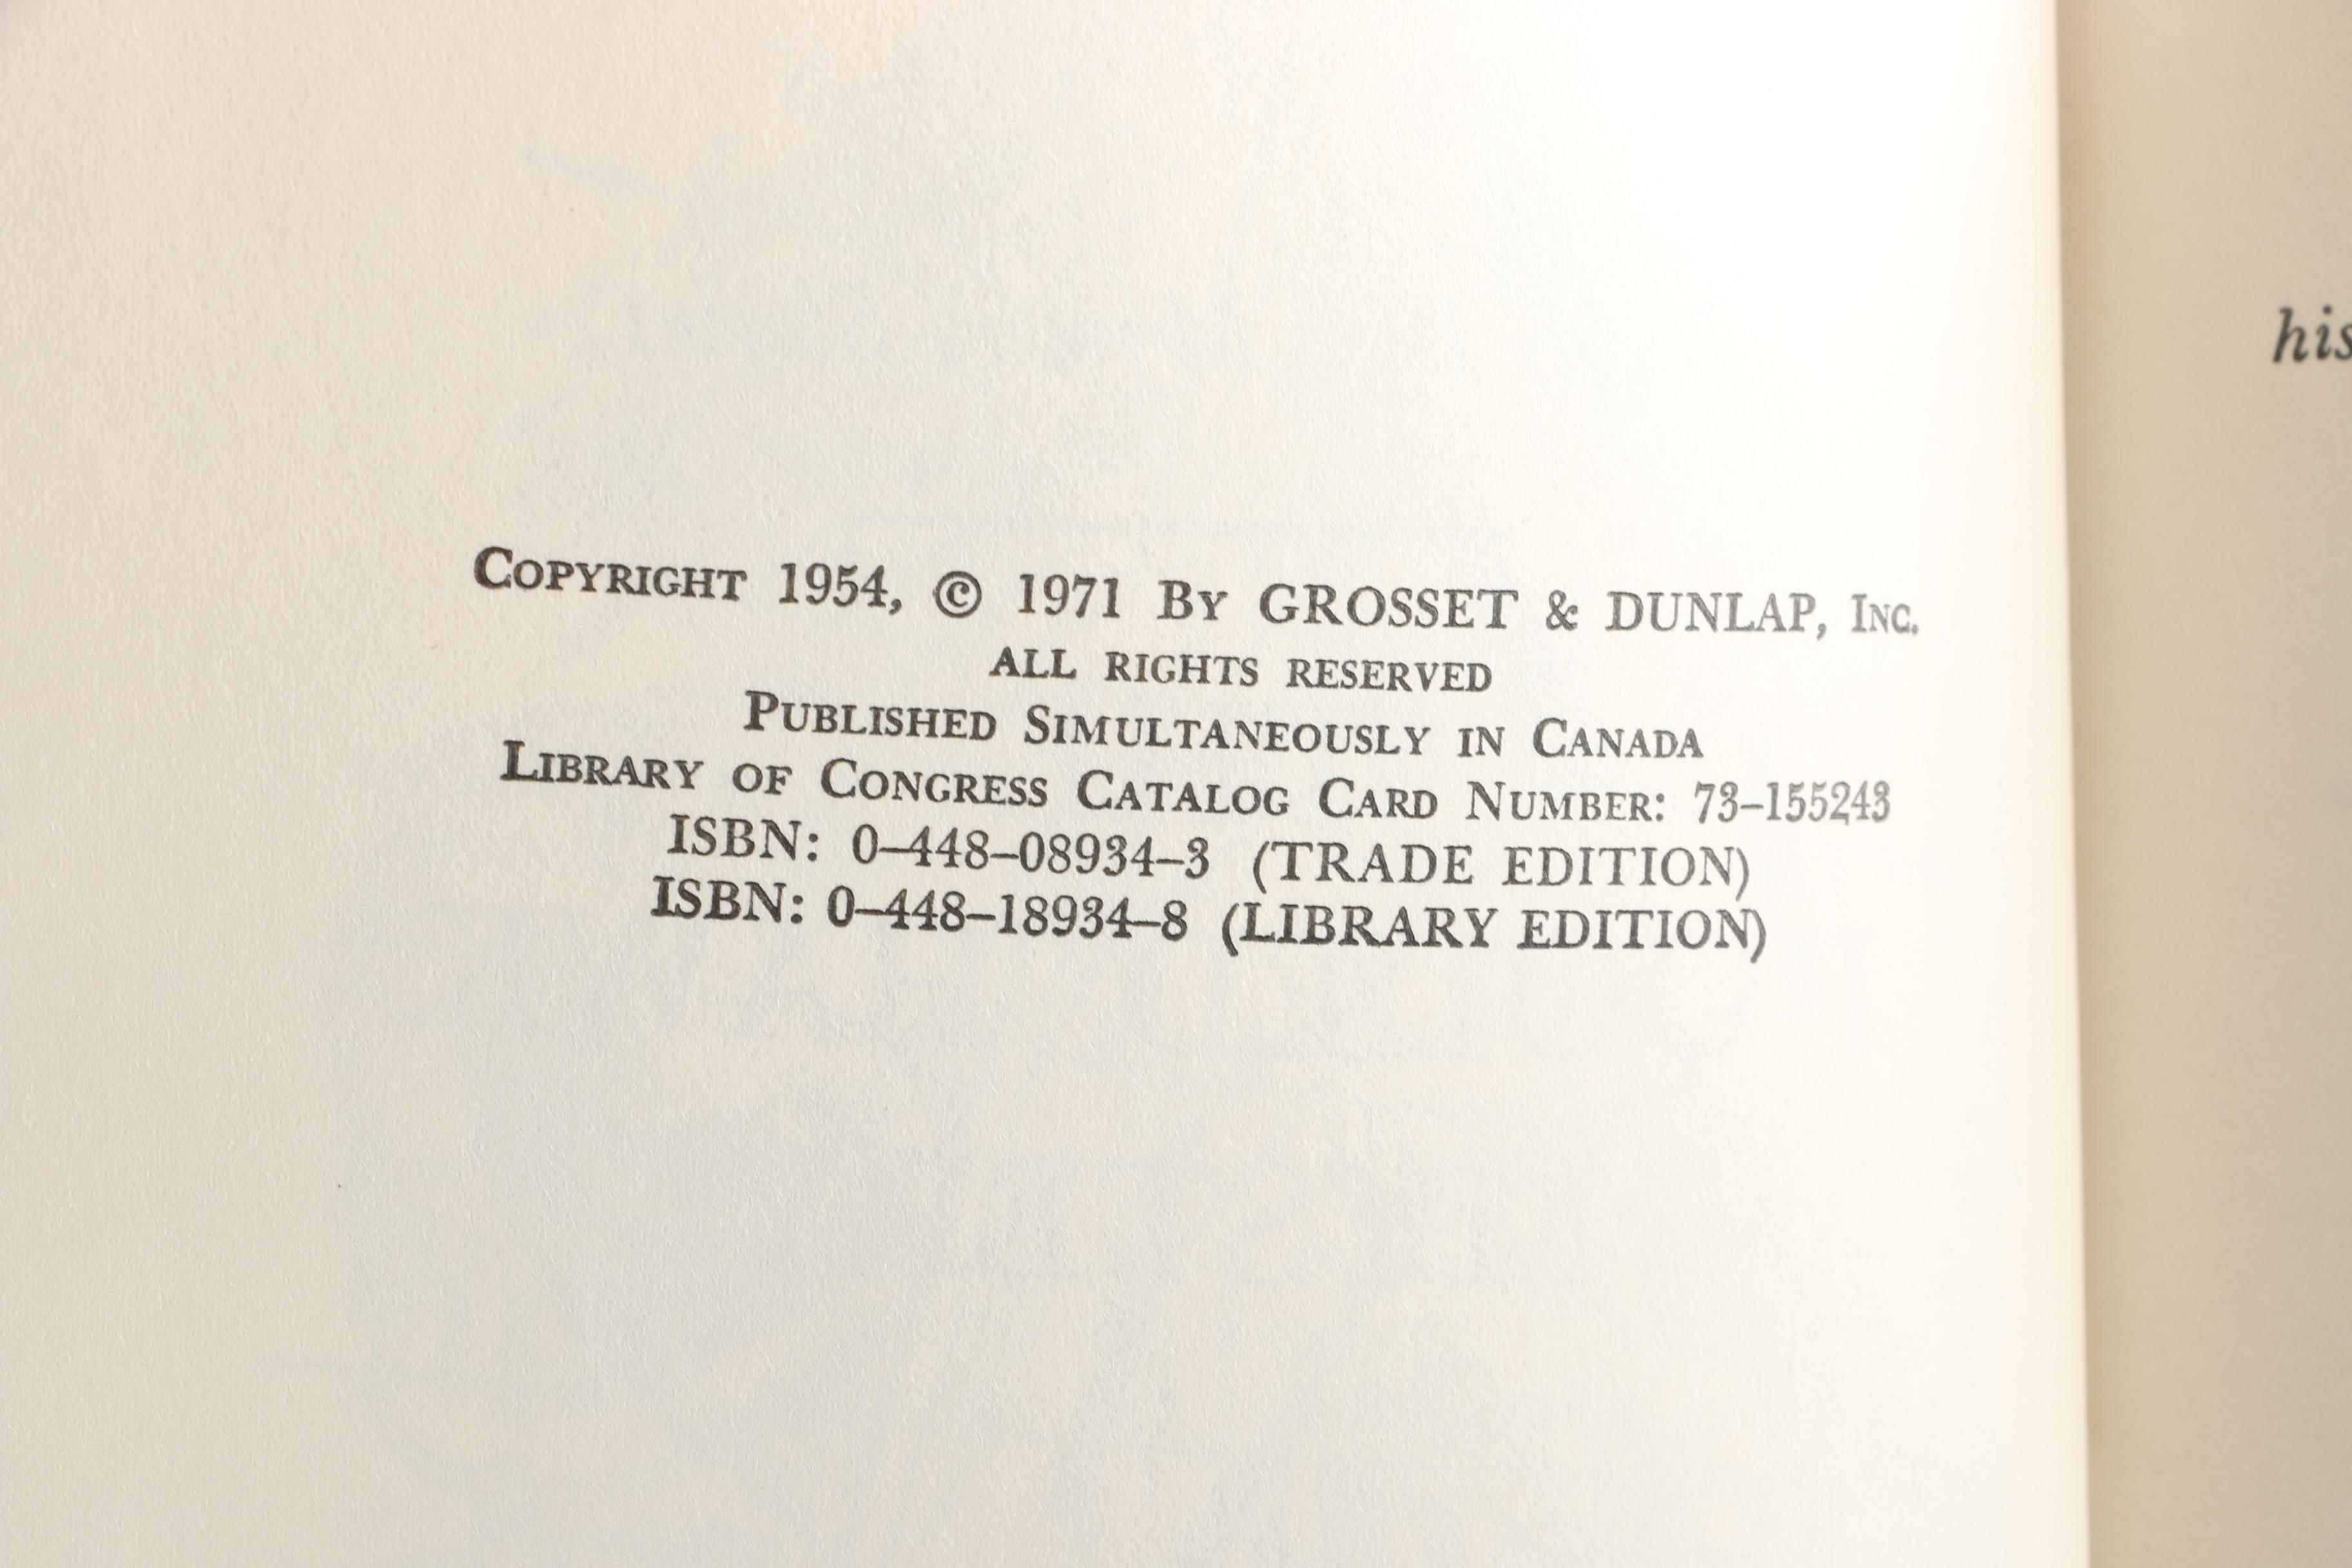 COPYRIGHT 1954, © 1971 BY GROSSET & DUNLAP, INC.
ALL RIGHTS RESERVED
PUBLISHED SIMULTANEOUSLY IN CANADA
LIBRARY OF CONGRESS CATALOG CARD NUMBER: 73–155243
ISBN: 0–448–08934–3 (TRADE EDITION)
ISBN: 0–448–18934–8 (LIBRARY EDITION)
his